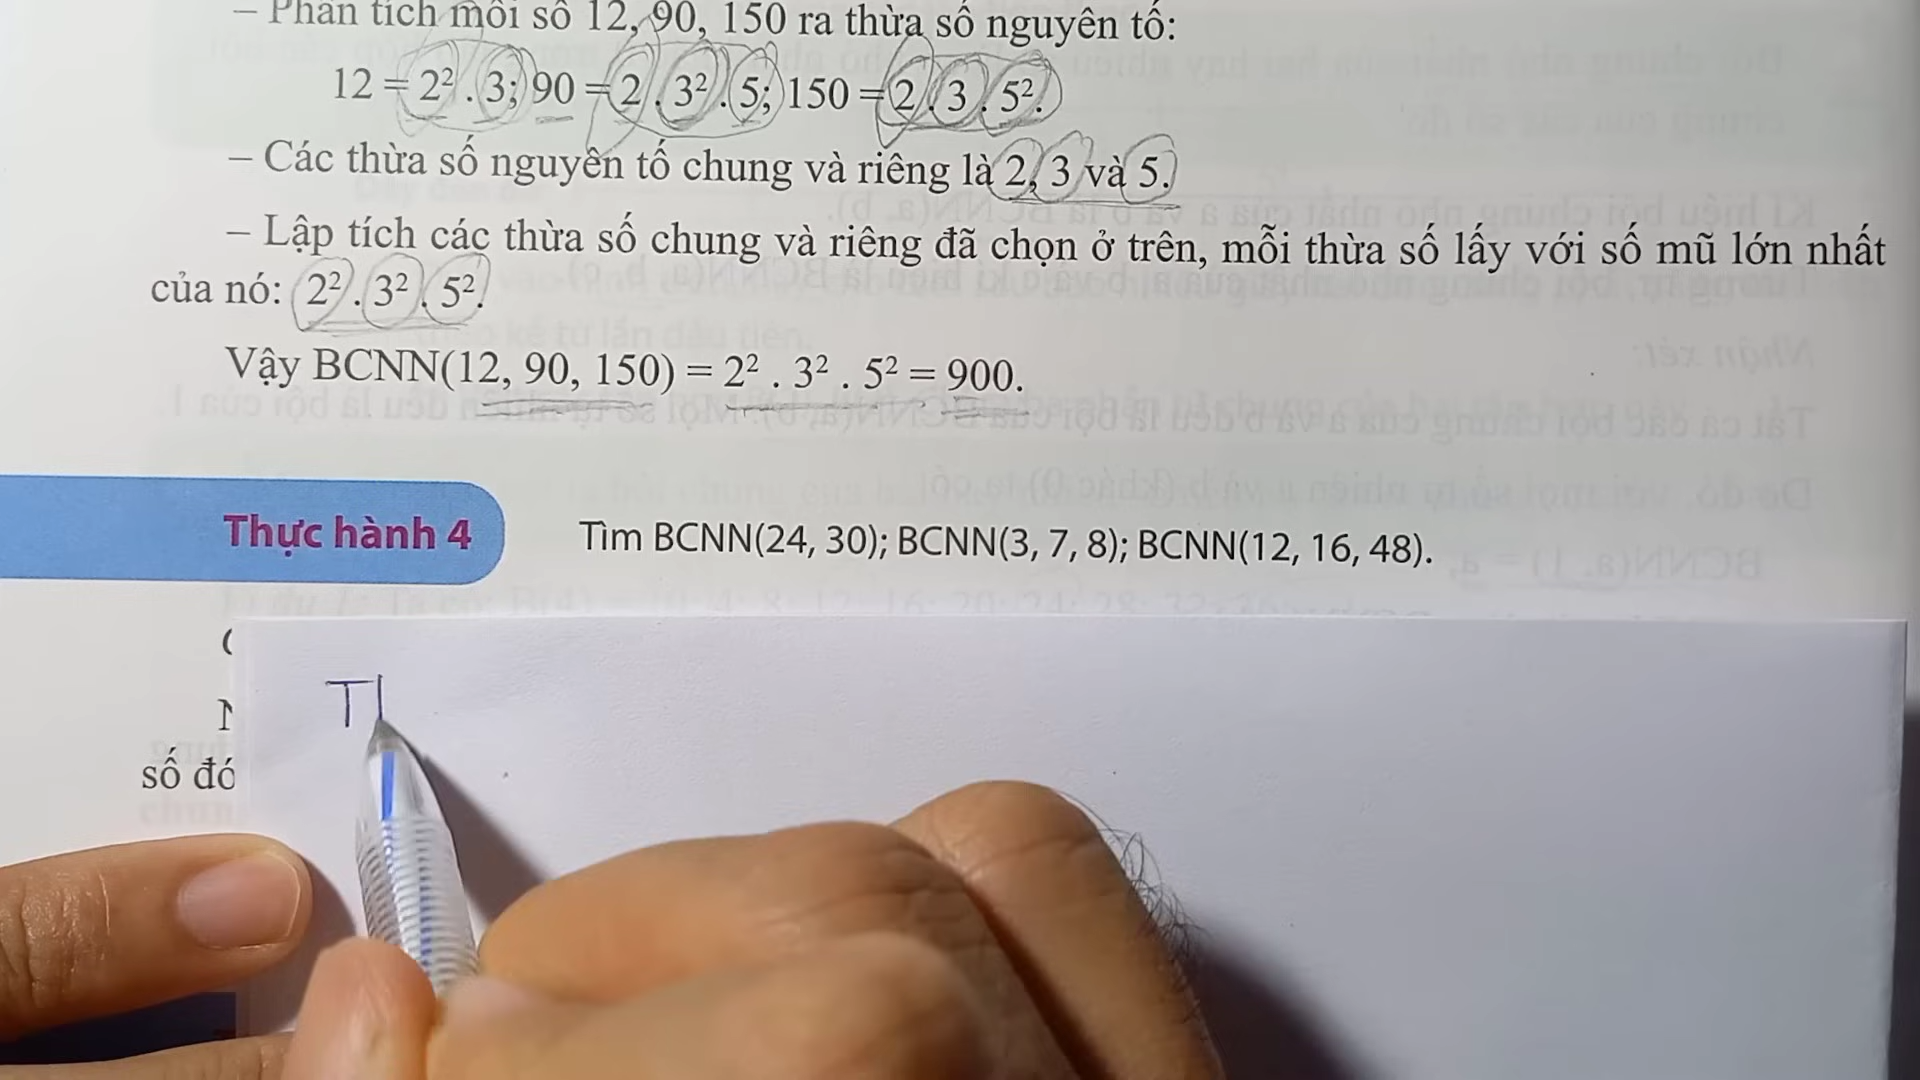 – Phân tích mỗi số 12, 90, 150 ra thừa số nguyên tố:
12 = 2² . 3; 90 = 2 . 3² . 5; 150 = 2 . 3 . 5².
– Các thừa số nguyên tố chung và riêng là 2, 3 và 5.
– Lập tích các thừa số chung và riêng đã chọn ở trên, mỗi thừa số lấy với số mũ lớn nhất
của nó: 2² . 3² . 5².
Vậy BCNN(12, 90, 150) = 2² . 3² . 5² = 900.
Thực hành 4 Tìm BCNN(24, 30); BCNN(3, 7, 8); BCNN(12, 16, 48).
số đó